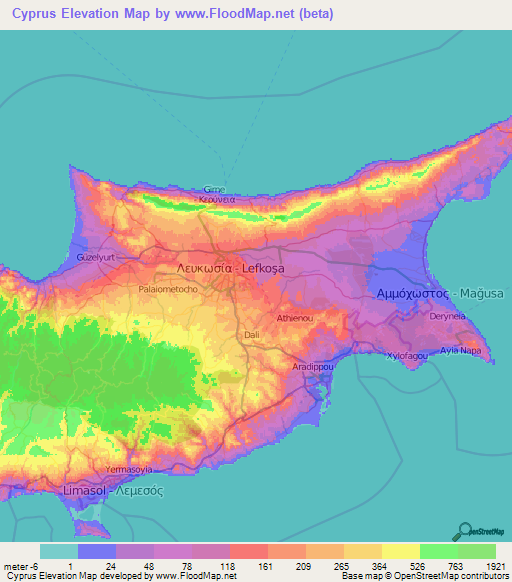 Cyprus Elevation Map by www.FloodMap.net (beta)
Girne
Κερύνεια
Güzelyurt
Λευκωσία - Lefkoşa
Palaiometocho
Αμμόχωστος - Mağusa
Athienou
Deryneia
Dali
Xylofagou
Ayia Napa
Aradippou
Yermasoyia
Limasol - Λεμεσός
OpenStreetMap
meter -6 1 24 48 78 118 161 209 265 364 526 763 1921
Cyprus Elevation Map developed by www.FloodMap.net
Base map © OpenStreetMap contributors